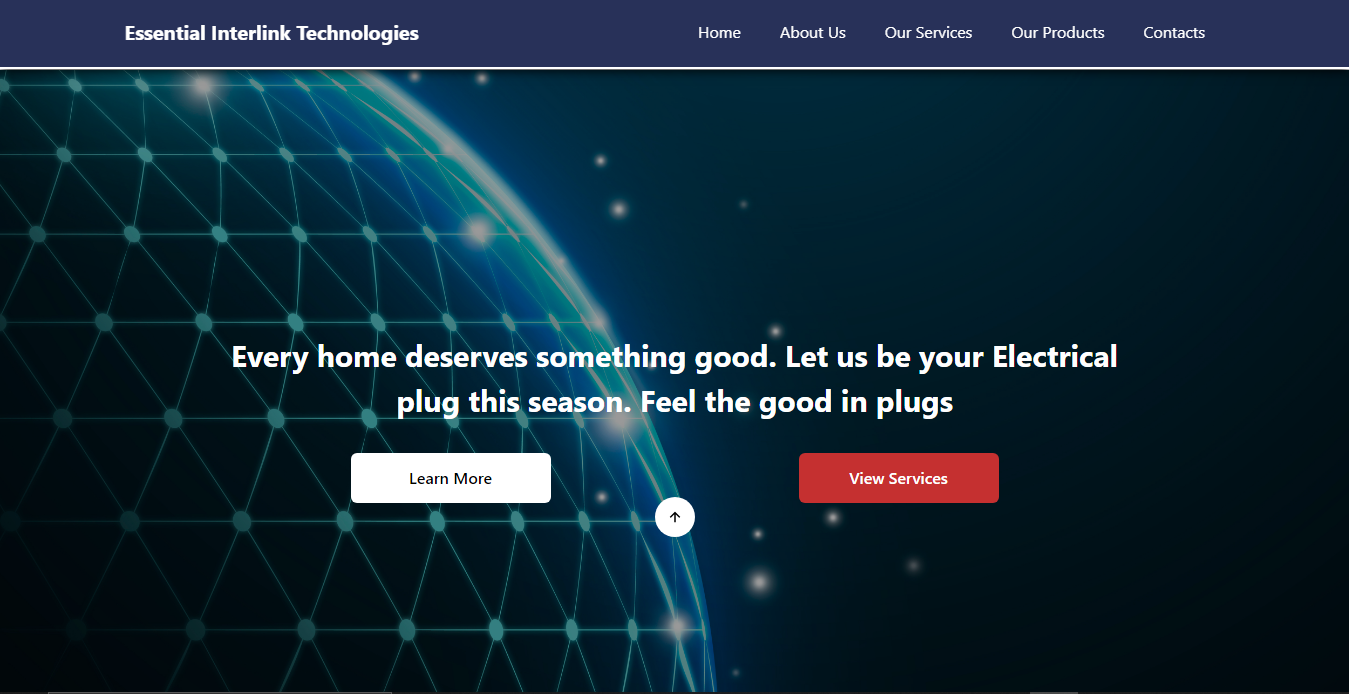 Essential Interlink Technologies
Home About Us Our Services Our Products Contacts
Every home deserves something good. Let us be your Electrical
plug this season. Feel the good in plugs
Learn More
View Services